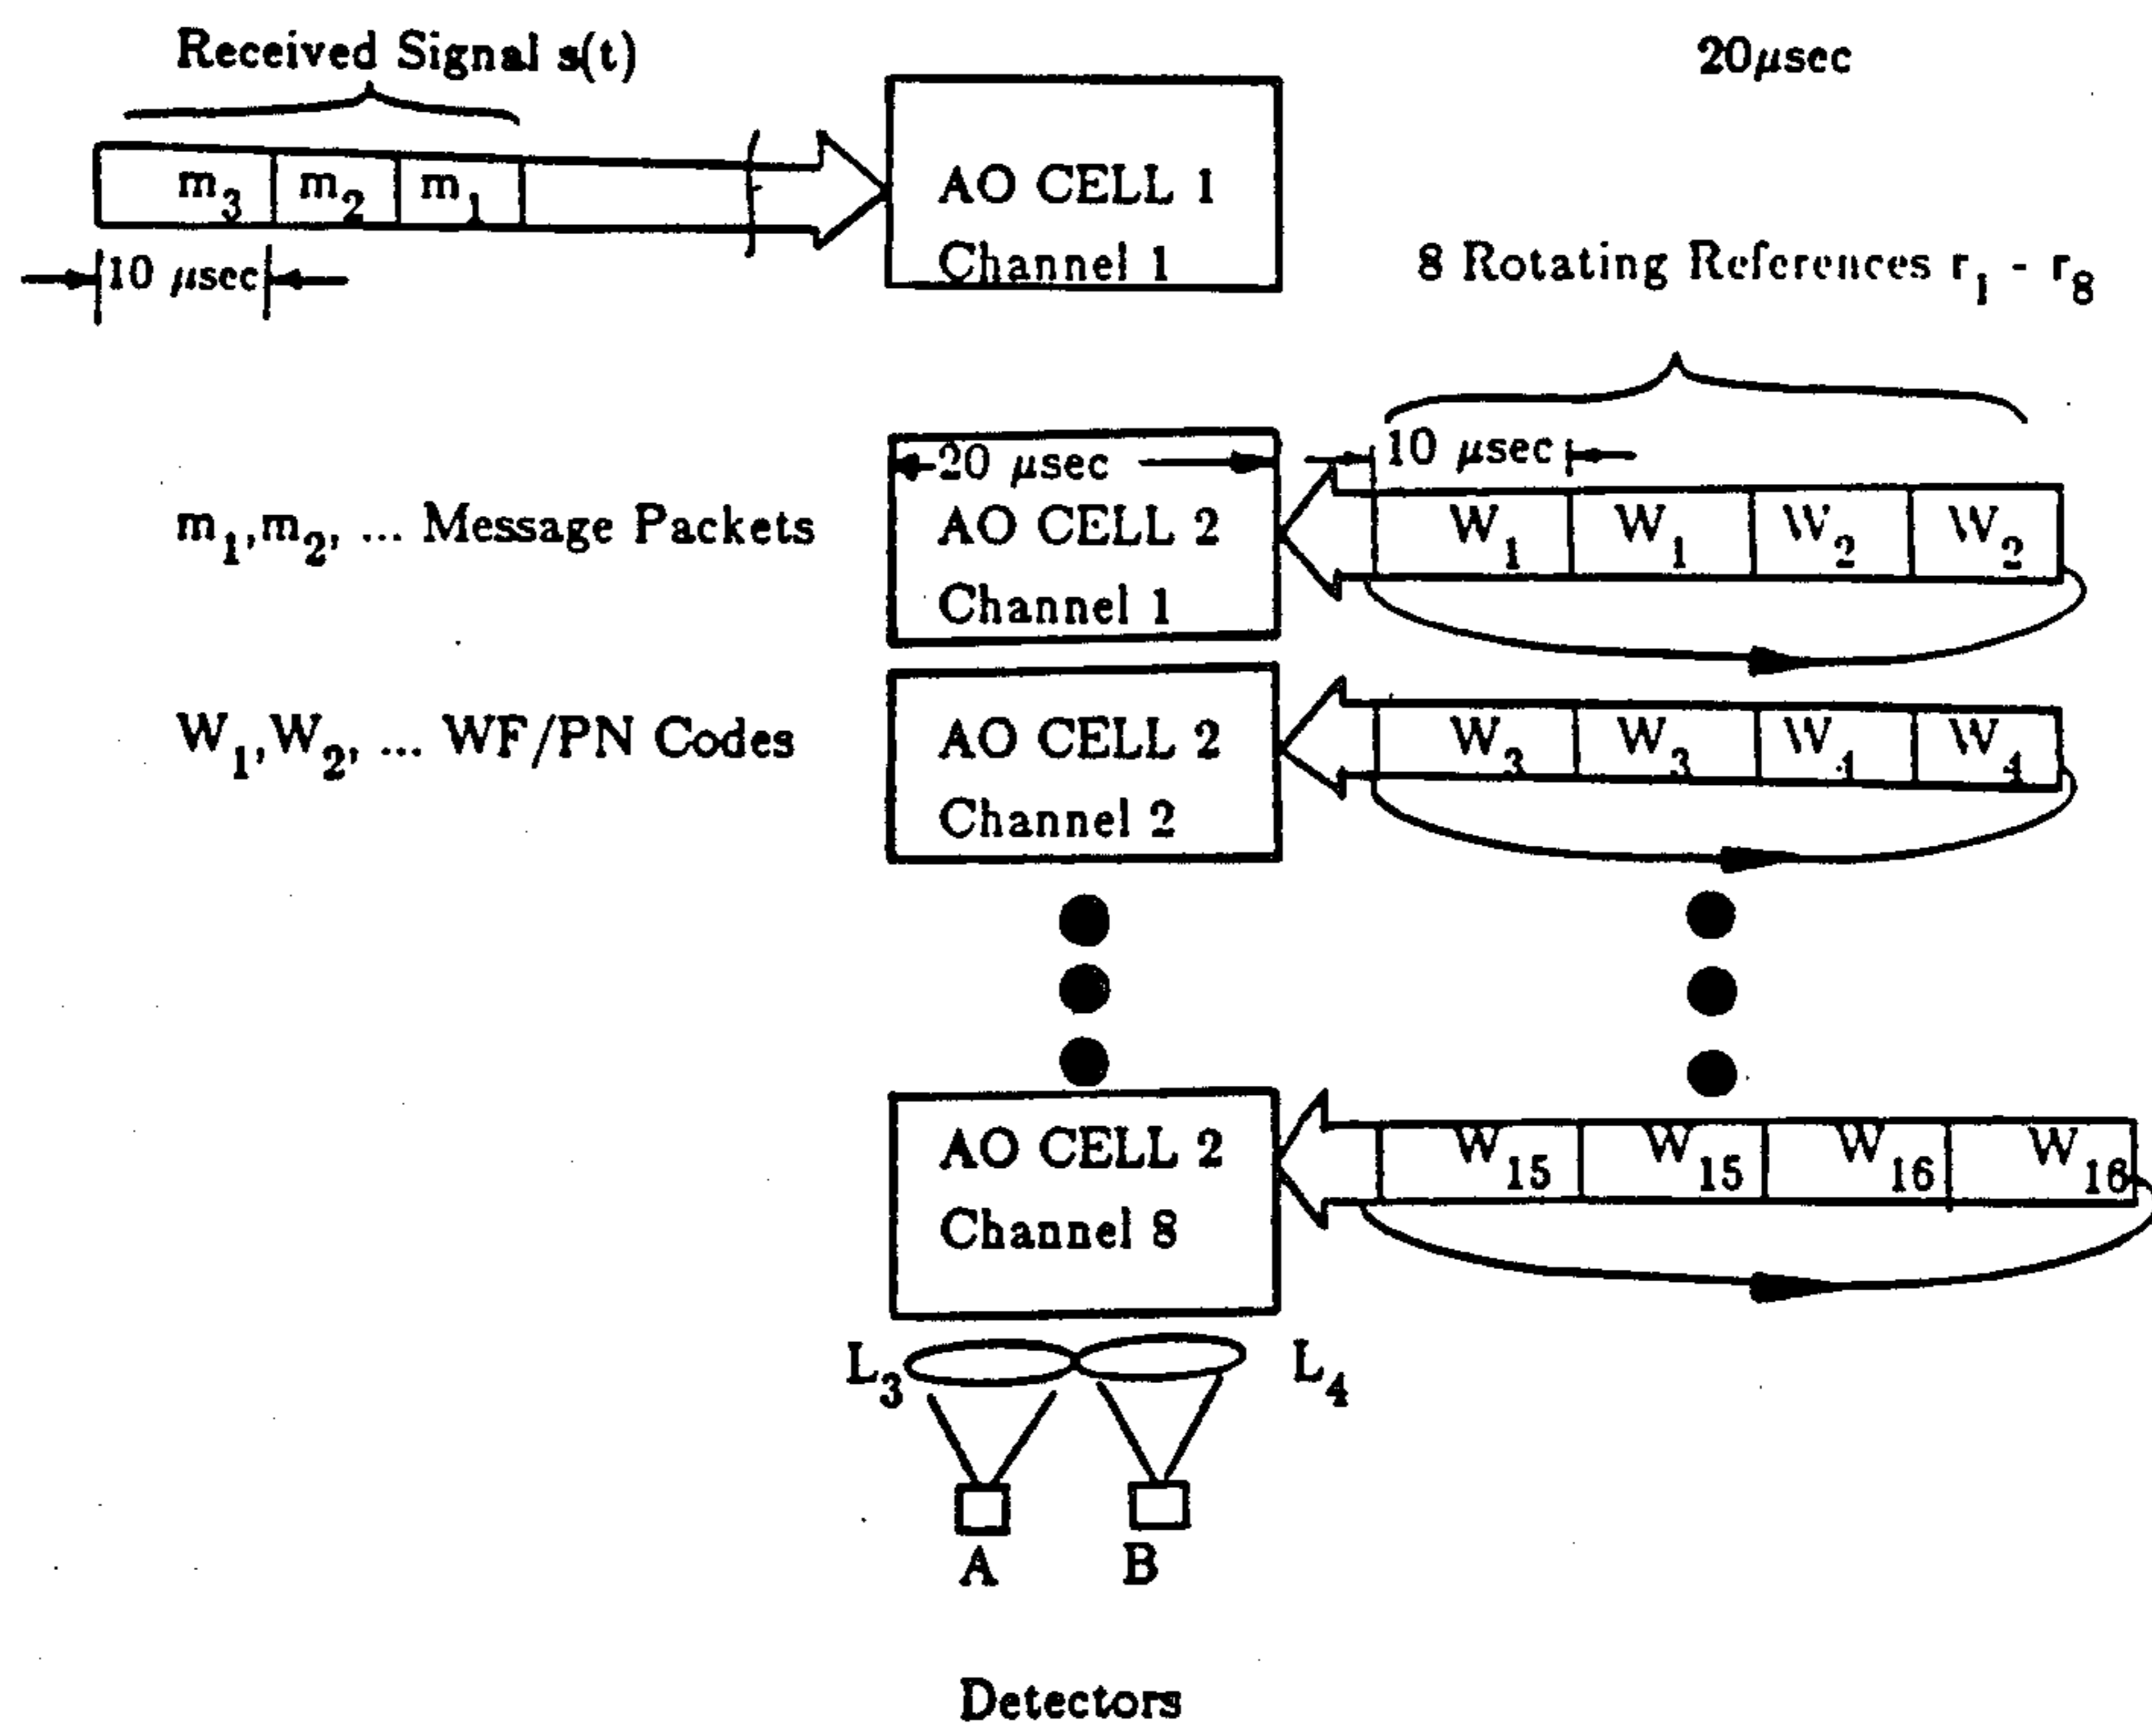 Received Signal s(t)
20μsec
m₃ m₂ m₁
AO CELL 1
Channel 1
10 μsec
8 Rotating References r₁ - r₈
20 μsec
10 μsec
m₁,m₂, ... Message Packets
AO CELL 2
Channel 1
W₁ W₁ W₂ W₂
W₁,W₂, ... WF/PN Codes
AO CELL 2
Channel 2
W₃ W₃ W₄ W₄
AO CELL 2
Channel 8
W₁₅ W₁₅ W₁₆ W₁₆
L₃ L₄
A B
Detectors